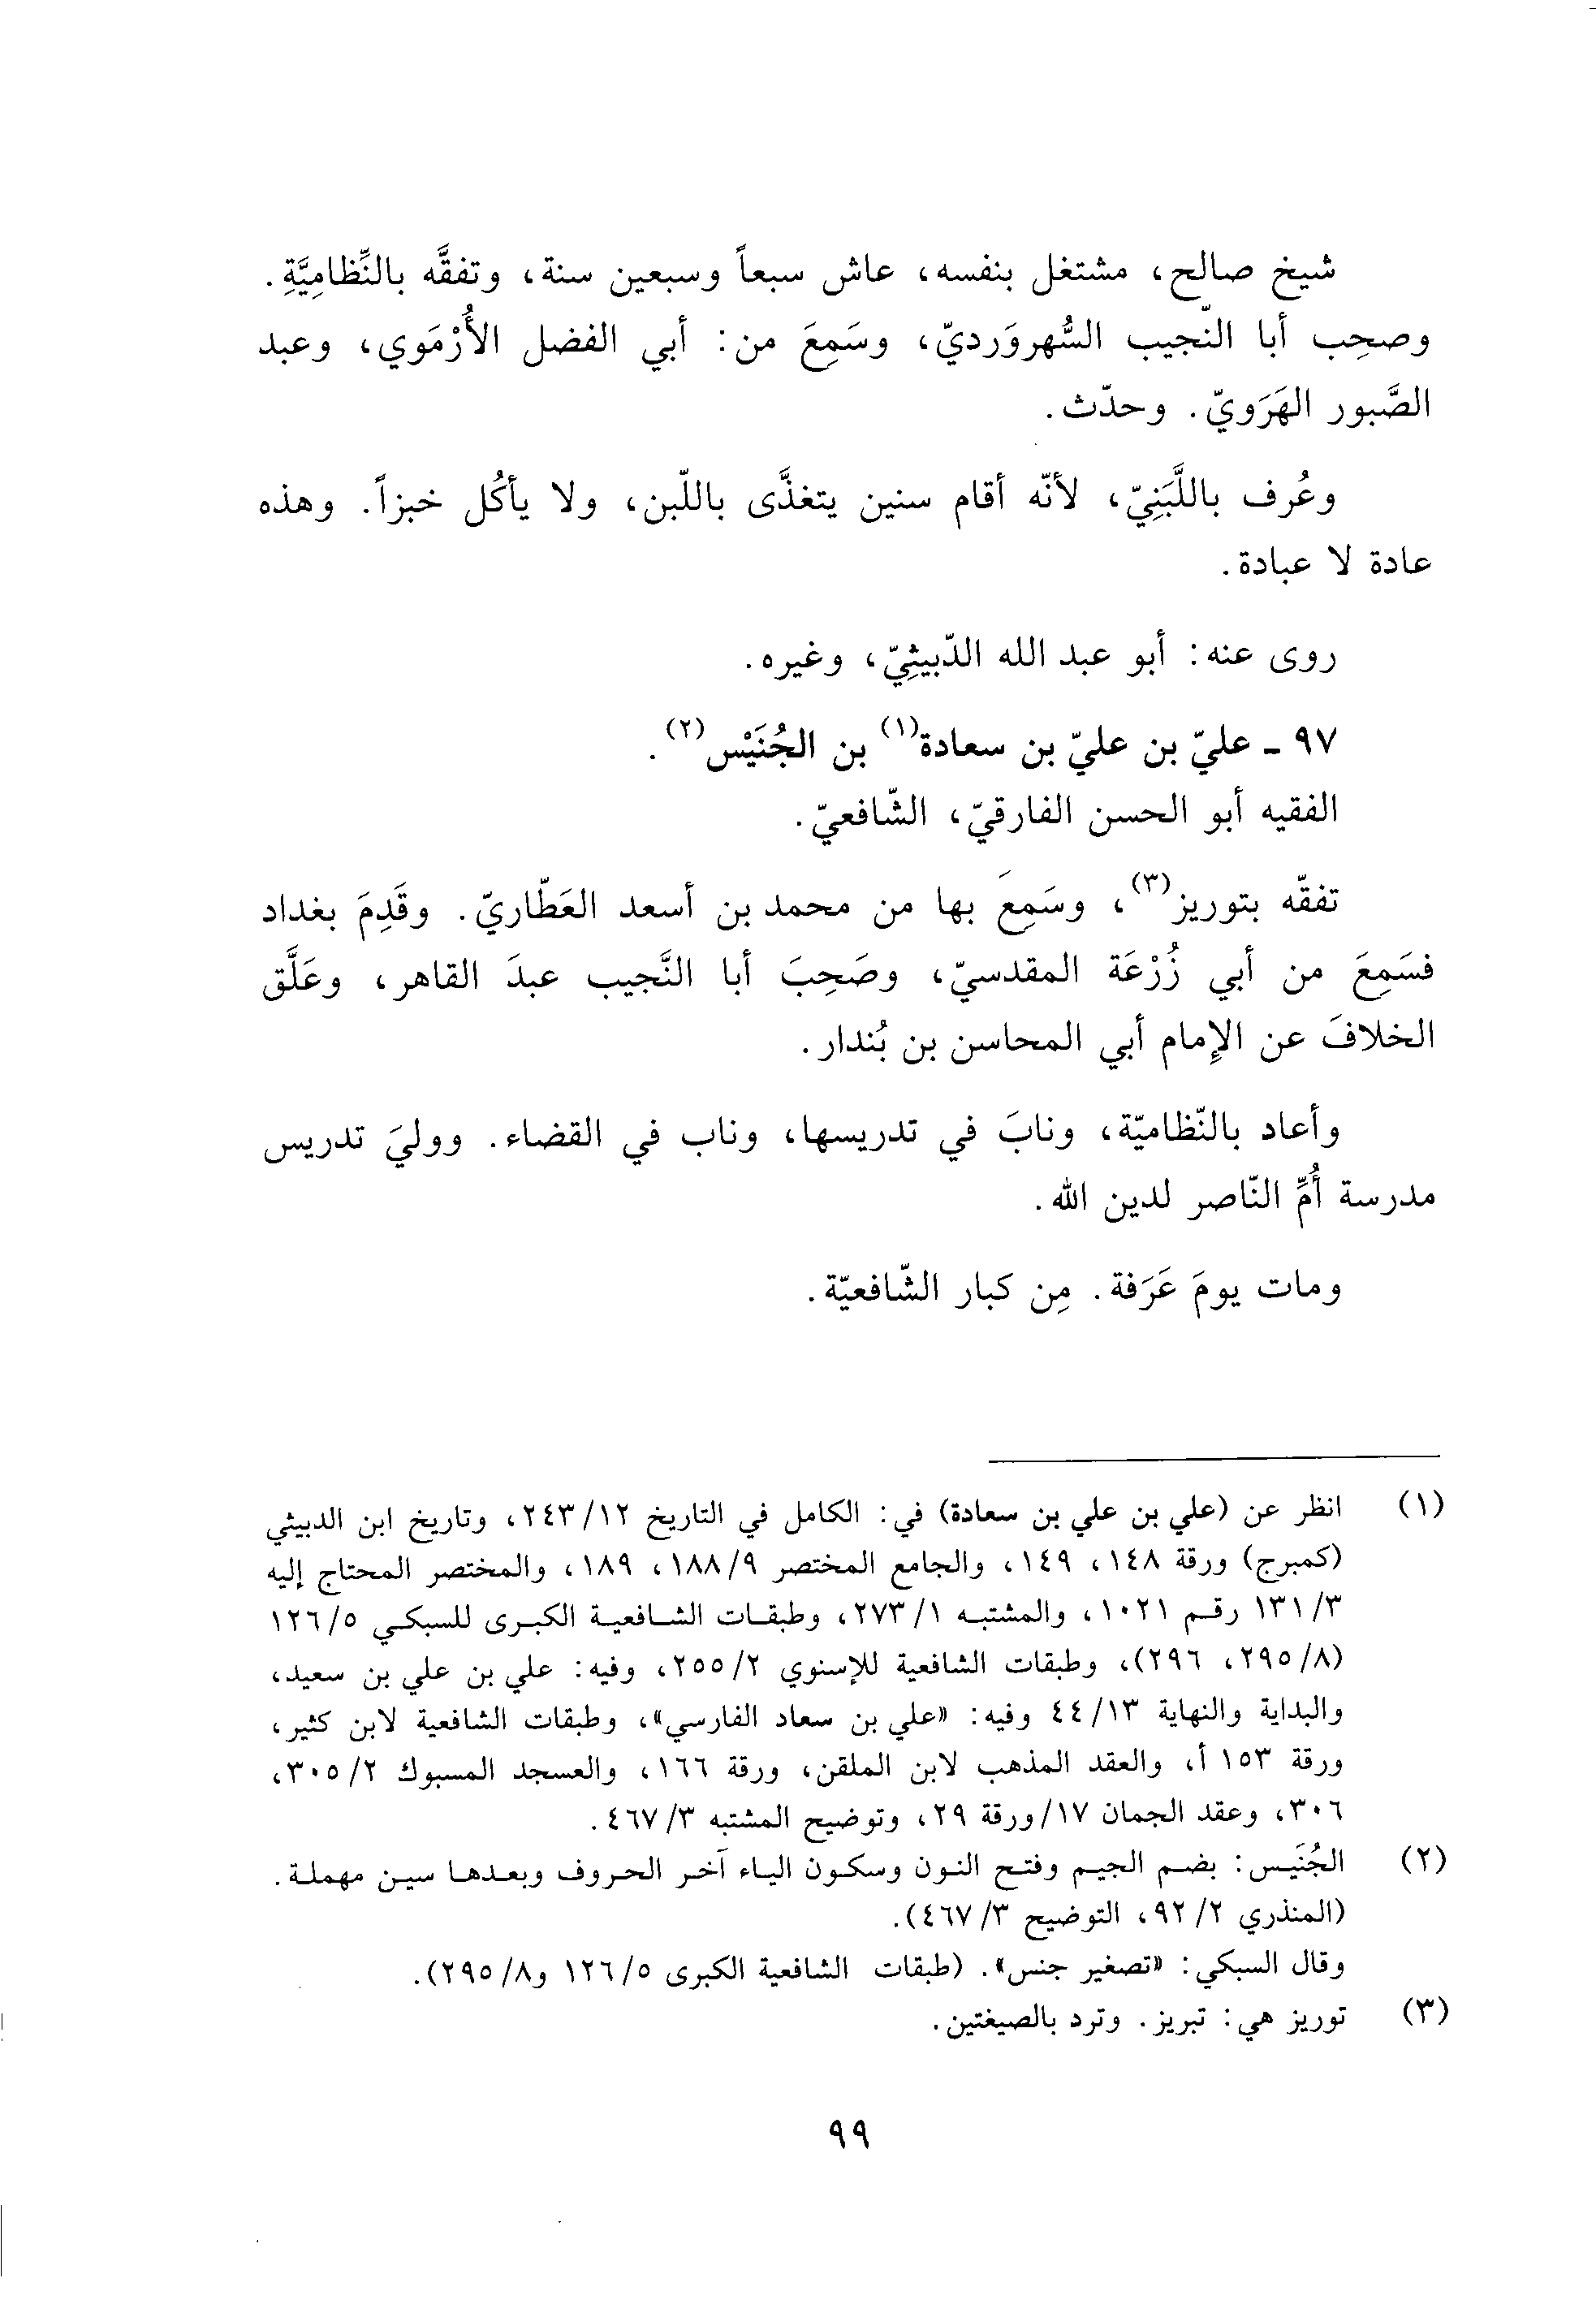 شيخ صالح، مشتغل بنفسه، عاش سبعاً وسبعين سنة، وتفقَّه بالنِّظامِيَّةِ.
وصحِب أبا النّجيب السُّهروَرديّ، وسَمِعَ من: أبي الفضل الأُرْمَوي، وعبد
الصَّبور الهَرَويّ. وحدّث.
وعُرف باللَّبَنِيّ، لأنّه أقام سنين يتغذَّى باللّبن، ولا يأكُل خبزاً. وهذه
عادة لا عبادة.
روى عنه: أبو عبد الله الدّبيثِيّ، وغيره.
٩٧ - عليّ بن عليّ بن سعادة(١) بن الجُنَيْس(٢).
الفقيه أبو الحسن الفارقيّ، الشّافعيّ.
تفقّه بتوريز(٣)، وسَمِعَ بها من محمد بن أسعد العَطّاريّ. وقَدِمَ بغداد
فسَمِعَ من أبي زُرْعَة المقدسيّ، وصَحِبَ أبا النَّجيب عبدَ القاهر، وعَلَّق
الخلافَ عن الإمام أبي المحاسن بن بُندار.
وأعاد بالنّظاميّة، ونابَ في تدريسها، وناب في القضاء. ووليَ تدريس
مدرسة أُمِّ النّاصر لدين الله.
ومات يومَ عَرَفة. مِن كبار الشّافعيّة.
(١) انظر عن (علي بن علي بن سعادة) في: الكامل في التاريخ ١٢/٢٤٣، وتاريخ ابن الدبيثي
(كمبرج) ورقة ١٤٨، ١٤٩، والجامع المختصر ٩/١٨٨، ١٨٩، والمختصر المحتاج إليه
٣/١٣١ رقم ١٠٢١، والمشتبه ١/٢٧٣، وطبقات الشافعية الكبرى للسبكي ٥/١٢٦
(٨/٢٩٥، ٢٩٦)، وطبقات الشافعية للإسنوي ٢/٢٥٥، وفيه: علي بن علي بن سعيد،
والبداية والنهاية ١٣/٤٤ وفيه: «علي بن سعاد الفارسي»، وطبقات الشافعية لابن كثير،
ورقة ١٥٣ أ، والعقد المذهب لابن الملقن، ورقة ١٦٦، والعسجد المسبوك ٢/٣٠٥،
٣٠٦، وعقد الجمان ١٧/ورقة ٢٩، وتوضيح المشتبه ٣/٤٦٧.
(٢) الجُنَيس: بضم الجيم وفتح النون وسكون الياء آخر الحروف وبعدها سين مهملة.
(المنذري ٢/٩٢، التوضيح ٣/٤٦٧).
وقال السبكي: «تصغير جنس». (طبقات الشافعية الكبرى ٥/١٢٦ و٨/٢٩٥).
(٣) توريز هي: تبريز. وترد بالصيغتين.
٩٩